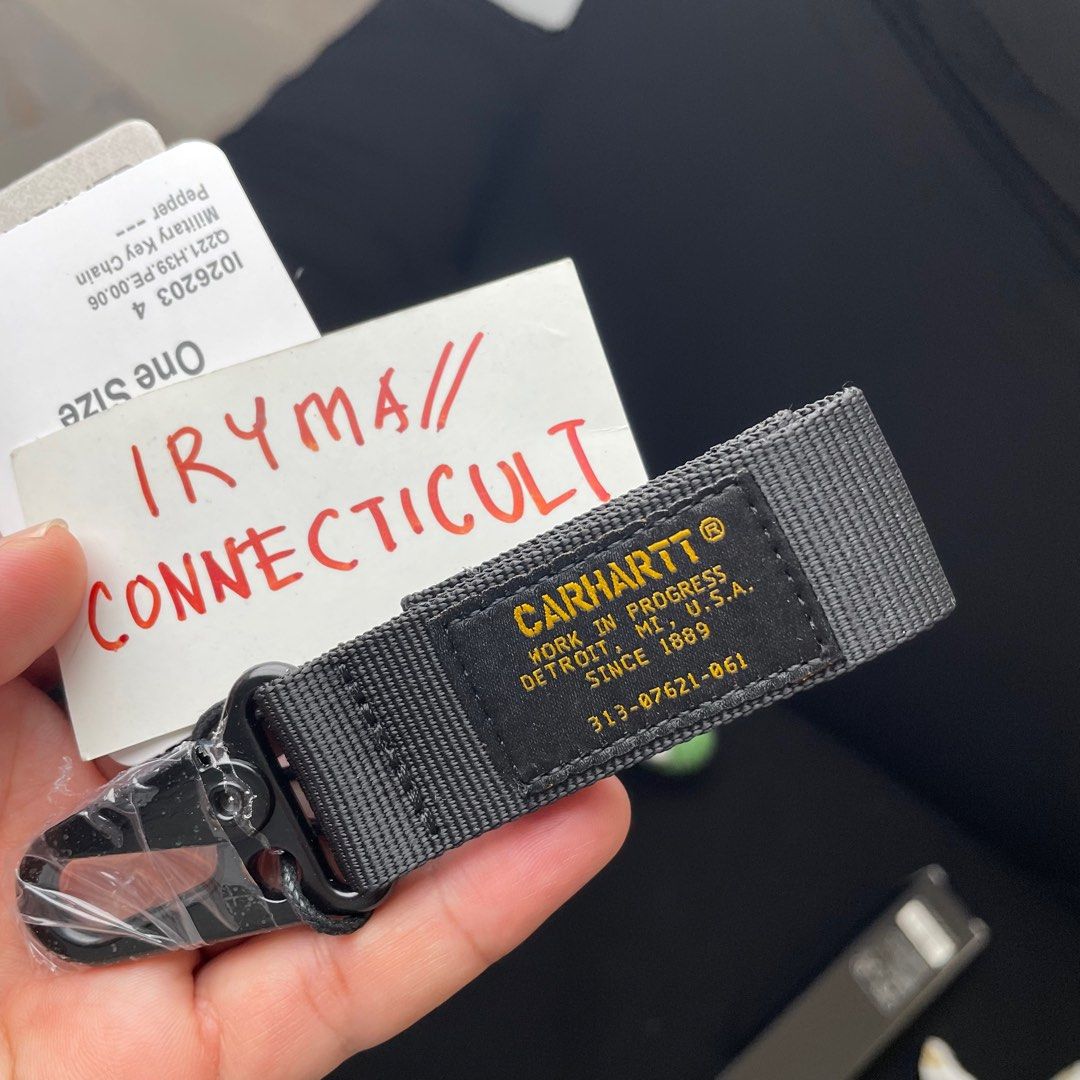 I026203 4
Q221.H39.PE.00.06
Military Key Chain
Pepper ---
One Size
IRYMA//
CONNECTICULT
CARHARTT®
WORK IN PROGRESS
DETROIT, MI, U.S.A.
SINCE 1889
313-07621-061